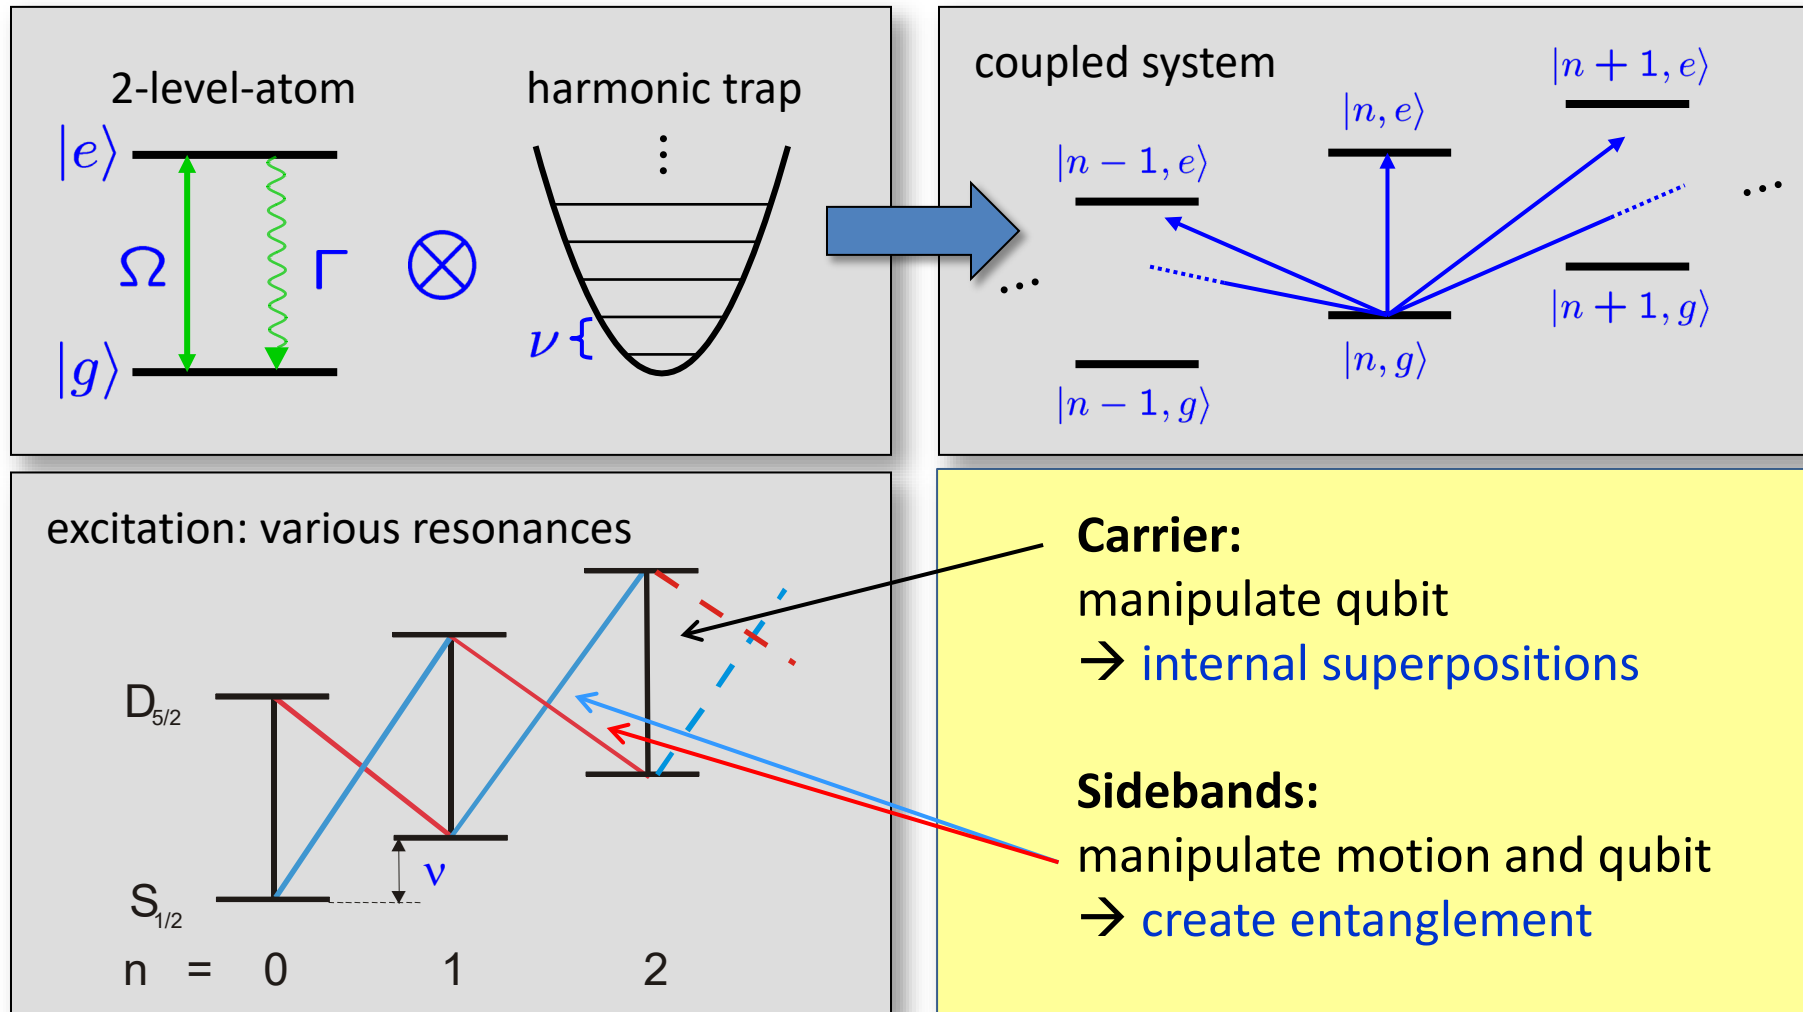 2-level-atom
harmonic trap
|e⟩
⋮
Ω
Γ
⊗
ν {
|g⟩
coupled system
|n + 1, e⟩
|n, e⟩
|n − 1, e⟩
...
...
|n + 1, g⟩
|n, g⟩
|n − 1, g⟩
excitation: various resonances
D5/2
ν
S1/2
n = 0 1 2
Carrier:
manipulate qubit
→ internal superpositions
Sidebands:
manipulate motion and qubit
→ create entanglement